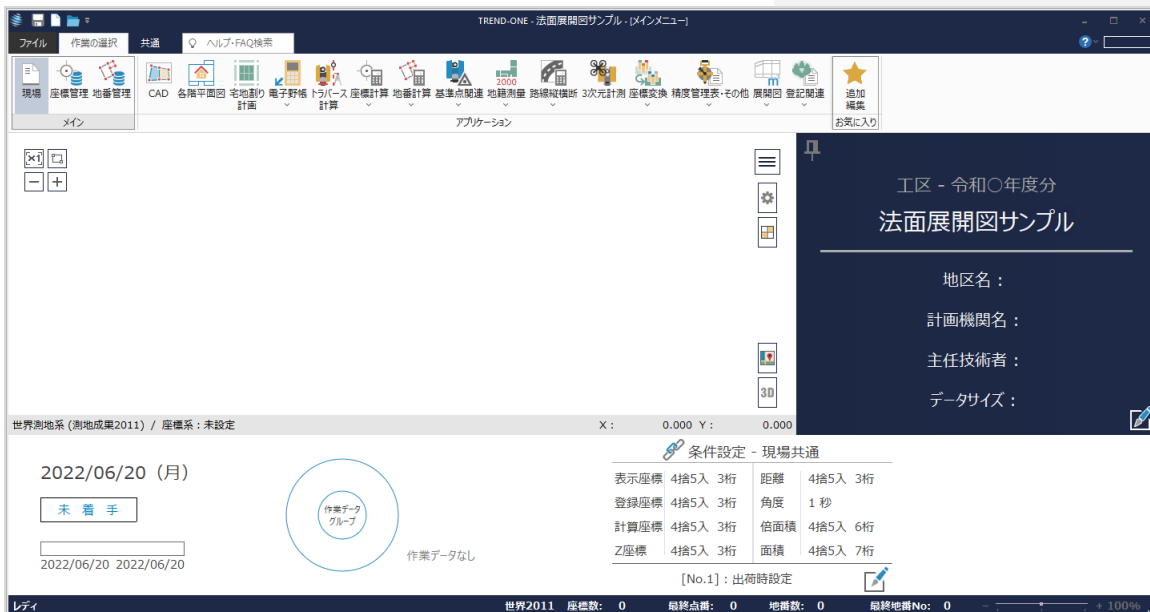 TREND-ONE - 法面展開図サンプル - [メインメニュー]
ファイル 作業の選択 共通 ヘルプ・FAQ検索
現場 座標管理 地番管理 CAD 各階平面図 宅地割り計画 電子野帳 トラバース計算 座標計算 地番計算 基準点関連 2000 地籍測量 路線縦横断 3次元計測 座標変換 精度管理表・その他 m 展開図 登記関連 追加編集
メイン アプリケーション お気に入り
[×1]
工区 - 令和〇年度分
法面展開図サンプル
地区名：
計画機関名：
主任技術者：
3D
データサイズ：
世界測地系 (測地成果2011) / 座標系：未設定 X： 0.000 Y： 0.000
条件設定 - 現場共通
2022/06/20（月）
未着手
2022/06/20 2022/06/20
作業データ
グループ
作業データなし
表示座標 4捨5入 3桁 距離 4捨5入 3桁
登録座標 4捨5入 3桁 角度 1 秒
計算座標 4捨5入 3桁 倍面積 4捨5入 6桁
Z座標 4捨5入 3桁 面積 4捨5入 7桁
[No.1]：出荷時設定
レディ 世界2011 座標数: 0 最終点番: 0 地番数: 0 最終地番No: 0 － + 100%